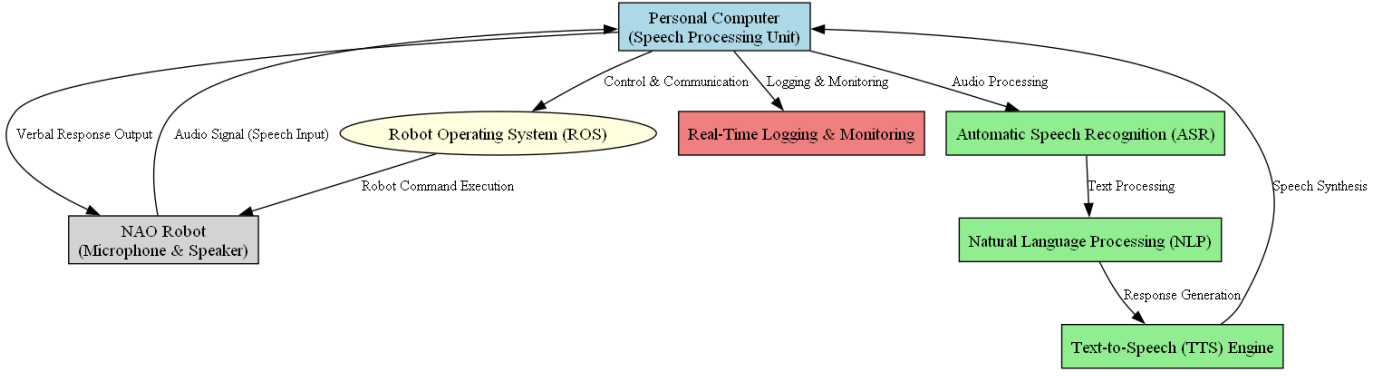 Personal Computer
(Speech Processing Unit)
Control & Communication
Logging & Monitoring
Audio Processing
Verbal Response Output
Audio Signal (Speech Input)
Robot Operating System (ROS)
Real-Time Logging & Monitoring
Automatic Speech Recognition (ASR)
Robot Command Execution
Text Processing
Speech Synthesis
NAO Robot
(Microphone & Speaker)
Natural Language Processing (NLP)
Response Generation
Text-to-Speech (TTS) Engine